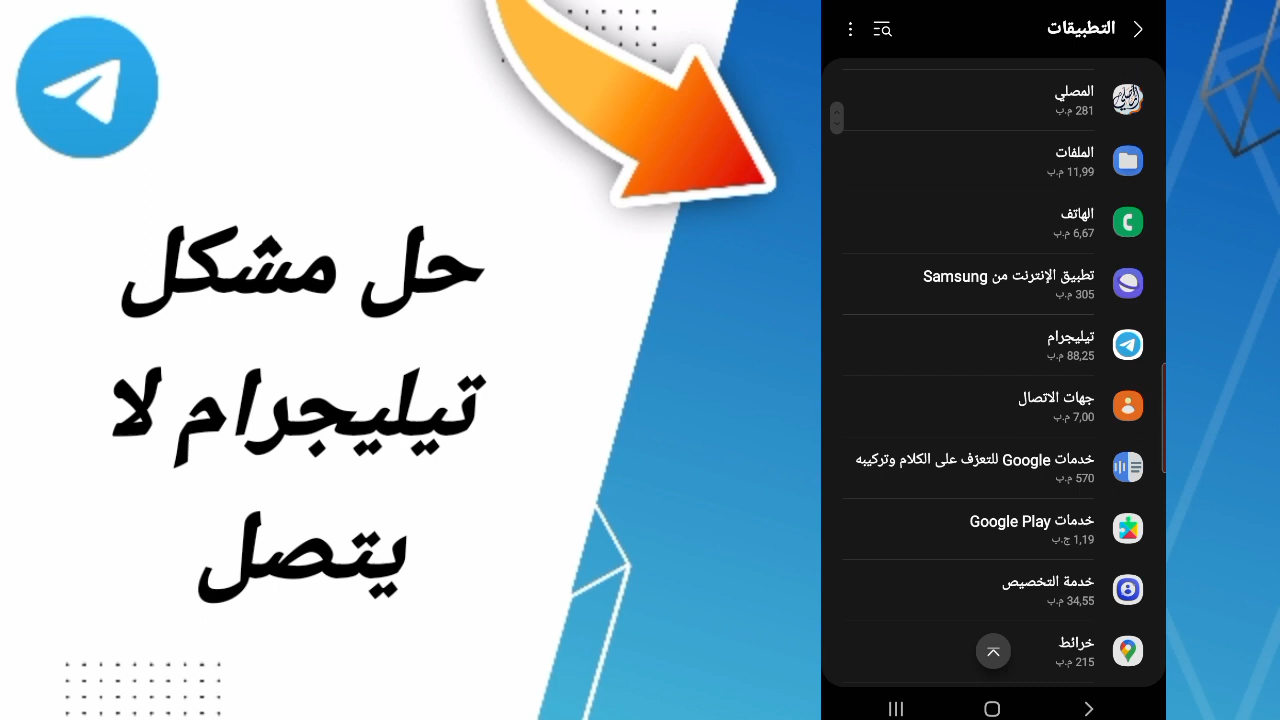 حل مشكل
تيليجرام لا
يتصل
التطبيقات
المصلي
281 م.ب
الملفات
11,99 م.ب
الهاتف
6,67 م.ب
تطبيق الإنترنت من Samsung
305 م.ب
تيليجرام
88,25 م.ب
جهات الاتصال
7,00 م.ب
خدمات Google للتعرّف على الكلام وتركيبه
570 م.ب
خدمات Google Play
1,19 ج.ب
خدمة التخصيص
34,55 م.ب
خرائط
215 م.ب